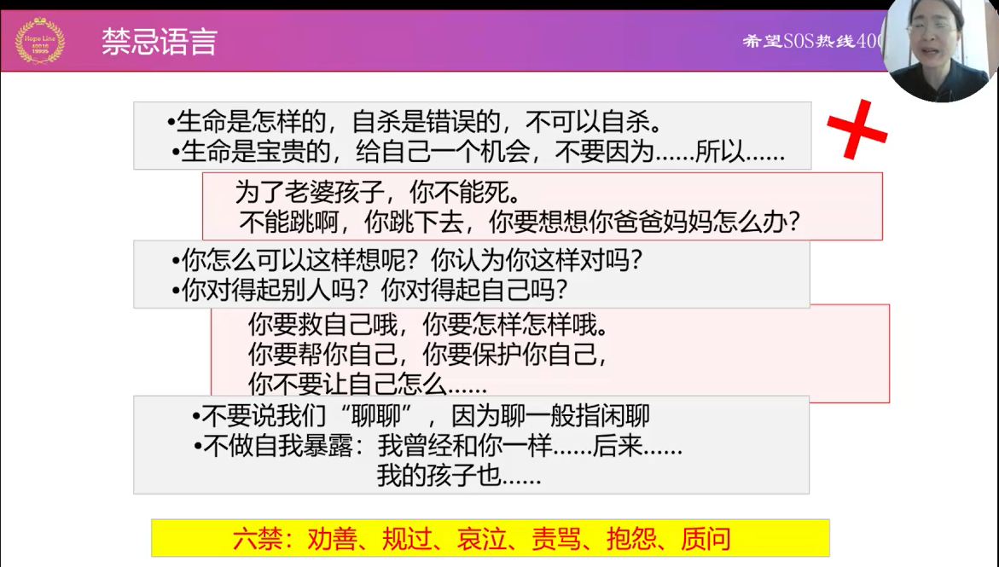 Hope Line
禁忌语言
希望SOS热线400
•生命是怎样的，自杀是错误的，不可以自杀。
•生命是宝贵的，给自己一个机会，不要因为……所以……
为了老婆孩子，你不能死。
不能跳啊，你跳下去，你要想想你爸爸妈妈怎么办？
•你怎么可以这样想呢？你认为你这样对吗？
•你对得起别人吗？你对得起自己吗？
你要救自己哦，你要怎样怎样哦。
你要帮你自己，你要保护你自己，
你不要让自己怎么……
•不要说我们“聊聊”，因为聊一般指闲聊
•不做自我暴露：我曾经和你一样……后来……
我的孩子也……
六禁：劝善、规过、哀泣、责骂、抱怨、质问